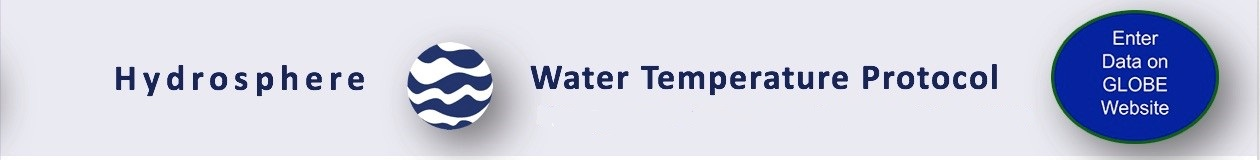 Hydrosphere
Water Temperature Protocol
Enter
Data on
GLOBE
Website